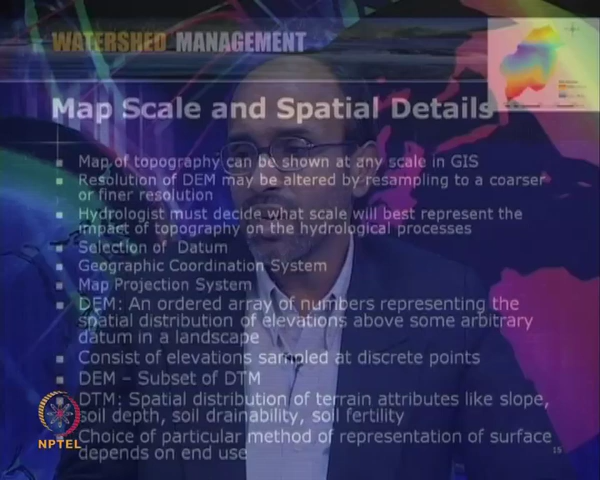 WATERSHED MANAGEMENT
Map Scale and Spatial Details
Map of topography can be shown at any scale in GIS
Resolution of DEM may be altered by resampling to a coarser
or finer resolution
Hydrologist must decide what scale will best represent the
impact of topography on the hydrological processes
Selection of Datum
Geographic Coordination System
Map Projection System
DEM: An ordered array of numbers representing the
spatial distribution of elevations above some arbitrary
datum in a landscape
Consist of elevations sampled at discrete points
DEM – Subset of DTM
DTM: Spatial distribution of terrain attributes like slope,
soil depth, soil drainability, soil fertility
Choice of particular method of representation of surface
depends on end use
NPTEL
15